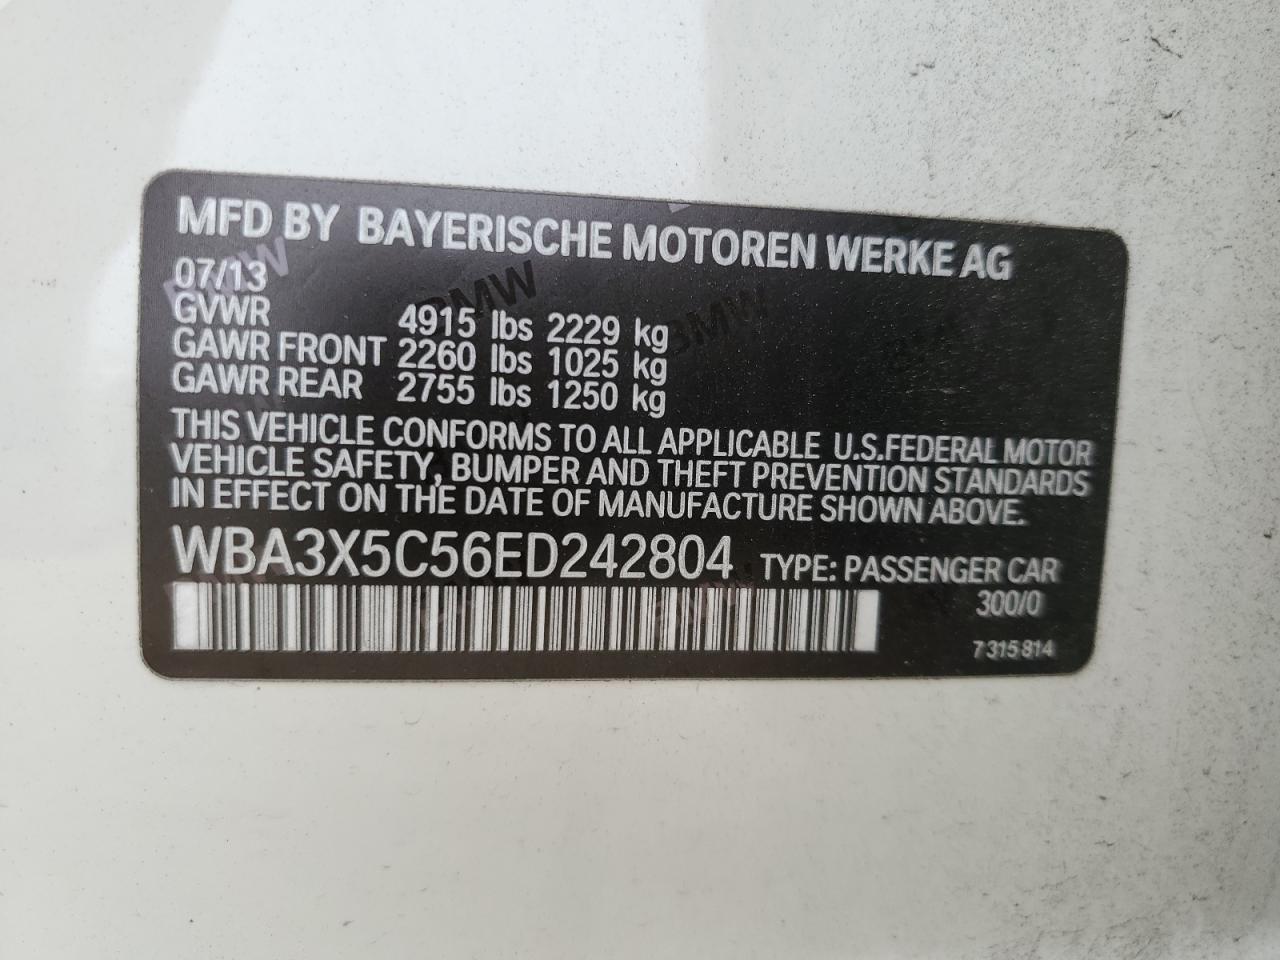 MFD BY BAYERISCHE MOTOREN WERKE AG
07/13
GVWR 4915 lbs 2229 kg
GAWR FRONT 2260 lbs 1025 kg
GAWR REAR 2755 lbs 1250 kg
THIS VEHICLE CONFORMS TO ALL APPLICABLE U.S.FEDERAL MOTOR
VEHICLE SAFETY, BUMPER AND THEFT PREVENTION STANDARDS
IN EFFECT ON THE DATE OF MANUFACTURE SHOWN ABOVE.
WBA3X5C56ED242804 TYPE: PASSENGER CAR
300/0
7 315 814
BMW
BMW